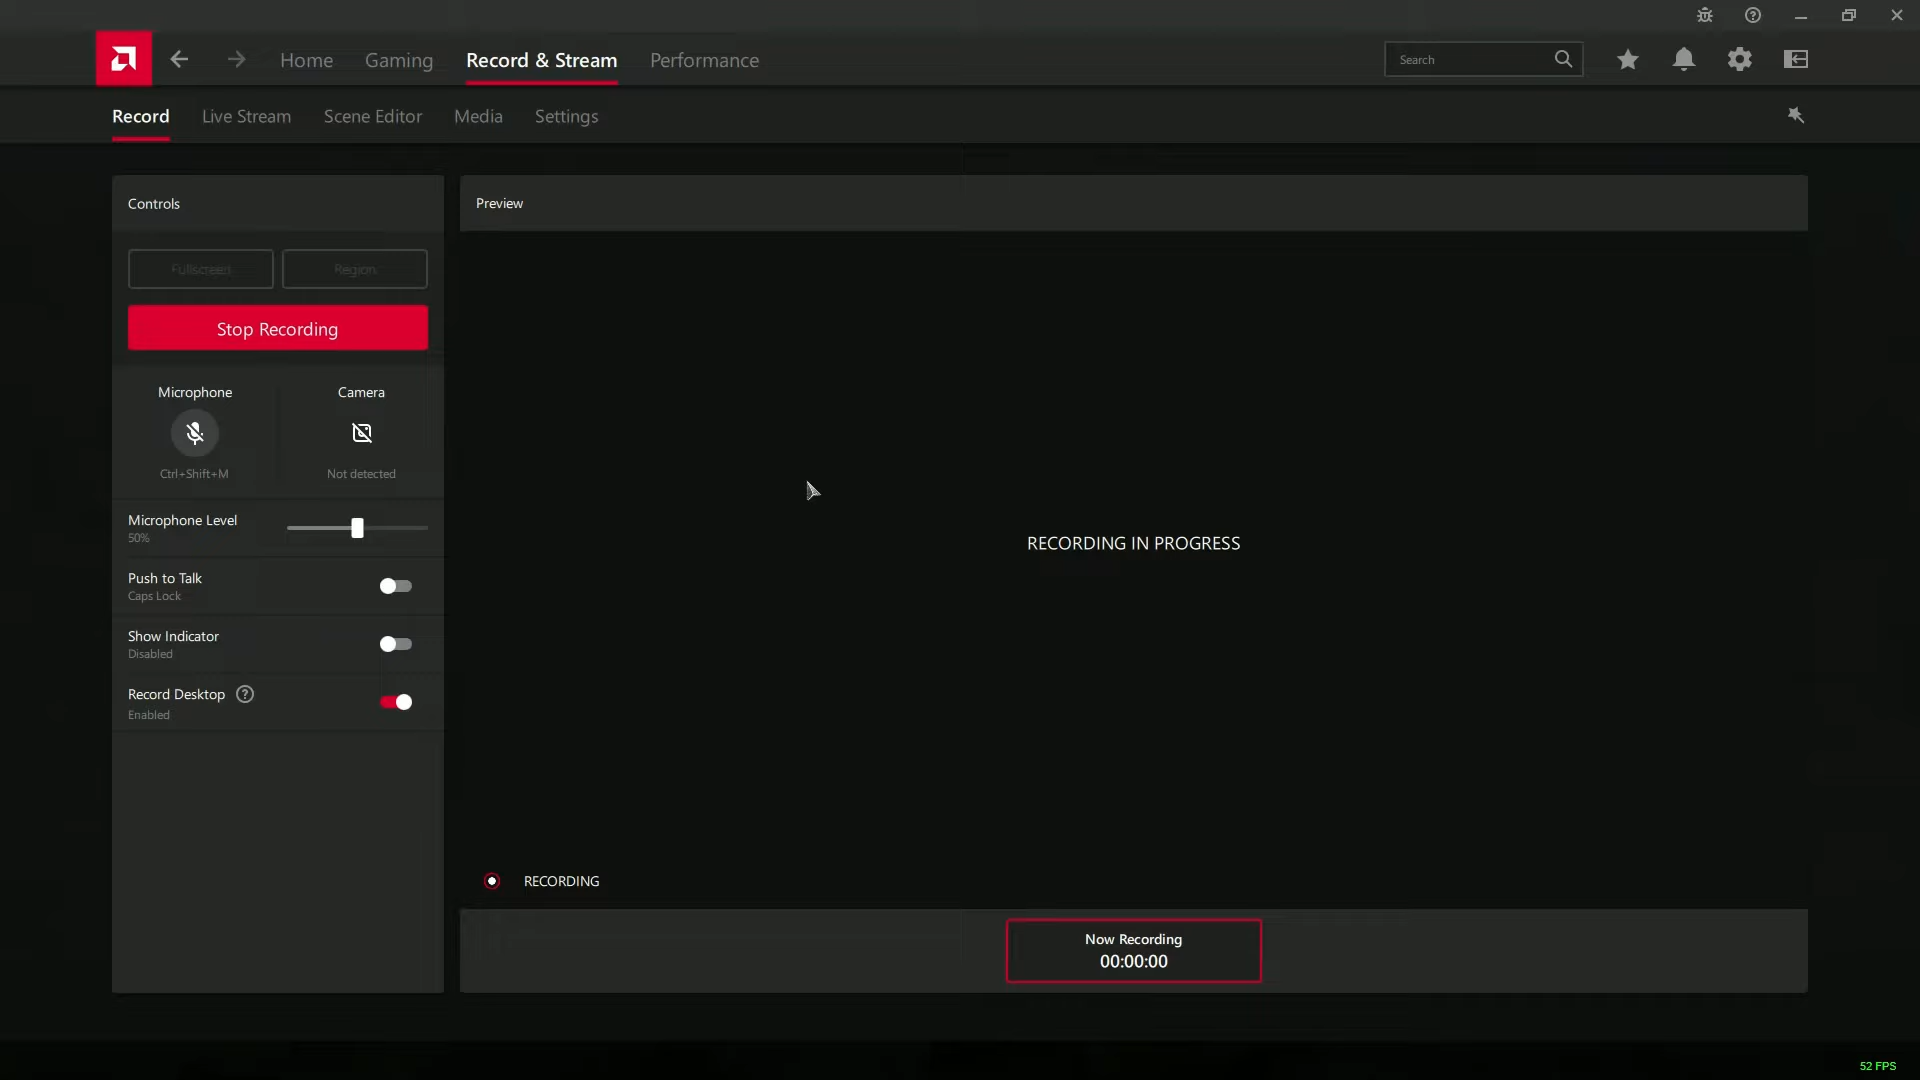 Home Gaming Record & Stream Performance
Search
Record Live Stream Scene Editor Media Settings
Controls
Preview
Fullscreen Region
Stop Recording
Microphone Camera
Ctrl+Shift+M Not detected
Microphone Level
50%
RECORDING IN PROGRESS
Push to Talk
Caps Lock
Show Indicator
Disabled
Record Desktop
Enabled
RECORDING
Now Recording
00:00:00
52 FPS